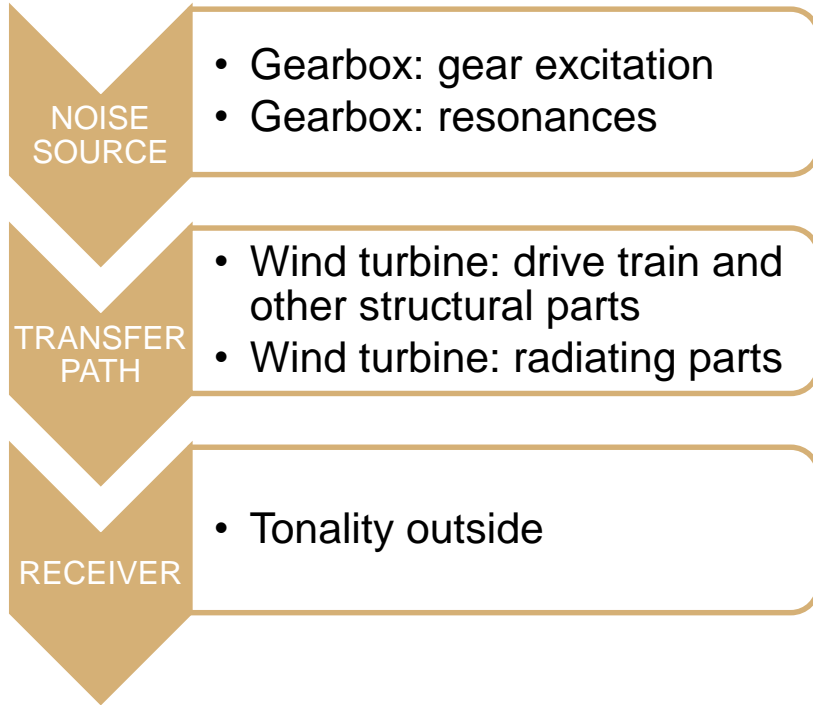 NOISE
SOURCE
• Gearbox: gear excitation
• Gearbox: resonances
TRANSFER
PATH
• Wind turbine: drive train and
other structural parts
• Wind turbine: radiating parts
RECEIVER
• Tonality outside